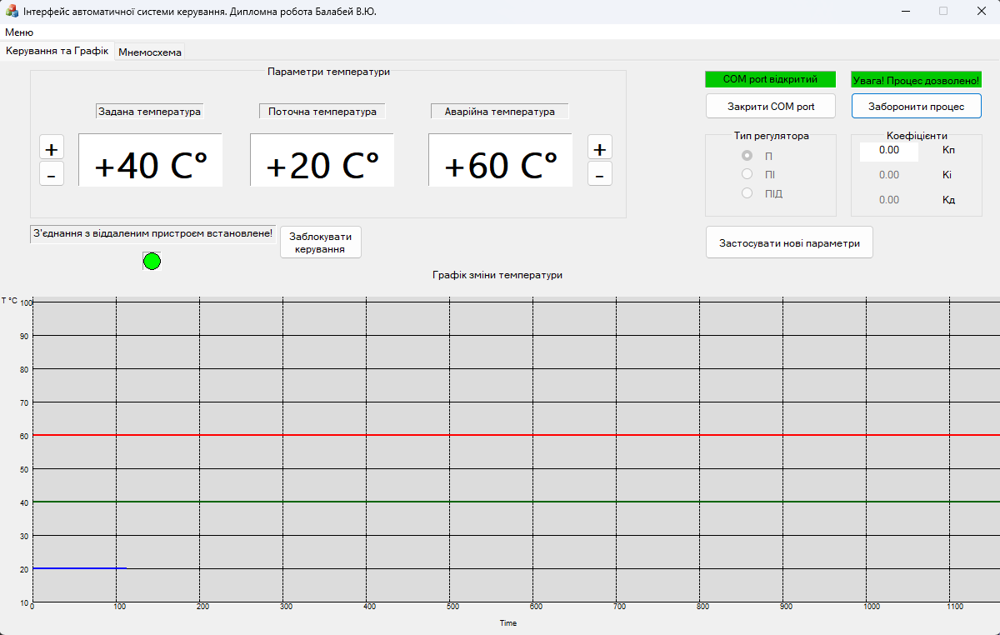 Інтерфейс автоматичної системи керування. Дипломна робота Балабей В.Ю.
Меню
Керування та Графік
Мнемосхема
Параметри температури
Задана температура
Поточна температура
Аварійна температура
+
-
+40 C°
+20 C°
+60 C°
+
-
COM port відкритий
Увага! Процес дозволено!
Закрити COM port
Заборонити процес
Тип регулятора
П
ПІ
ПІД
Коефіцієнти
0.00 Кп
0.00 Кі
0.00 Кд
З'єднання з віддаленим пристроєм встановлене!
Заблокувати
керування
Застосувати нові параметри
Графік зміни температури
T °C
100
90
80
70
60
50
40
30
20
10
0 100 200 300 400 500 600 700 800 900 1000 1100
Time